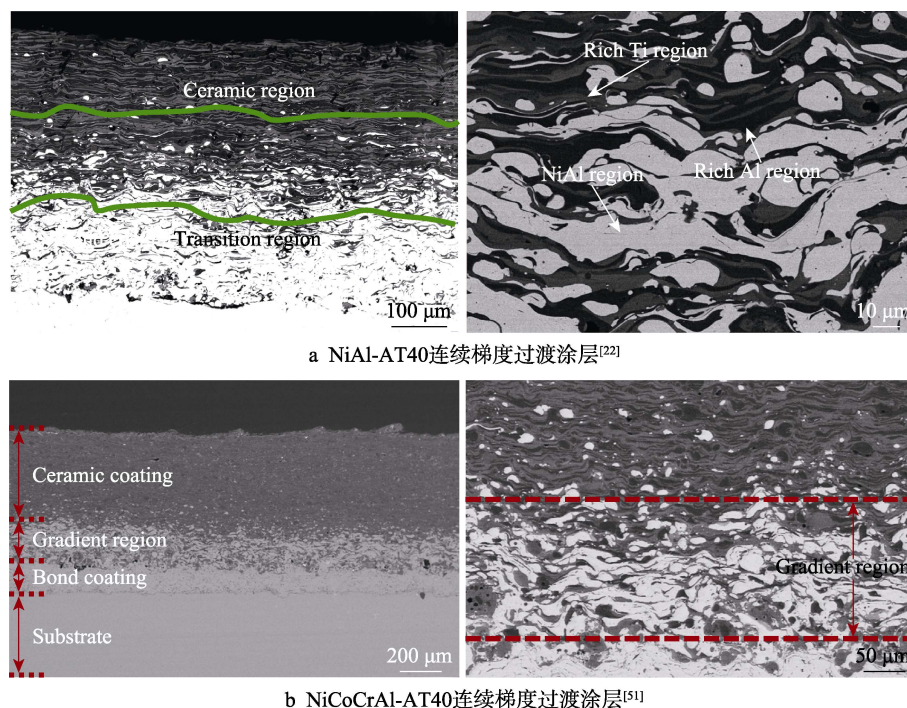 Ceramic region
Transition region
100 μm
Rich Ti region
NiAl region
Rich Al region
10 μm
a NiAl-AT40连续梯度过渡涂层[22]
Ceramic coating
Gradient region
Bond coating
Substrate
200 μm
Gradient region
50 μm
b NiCoCrAl-AT40连续梯度过渡涂层[51]